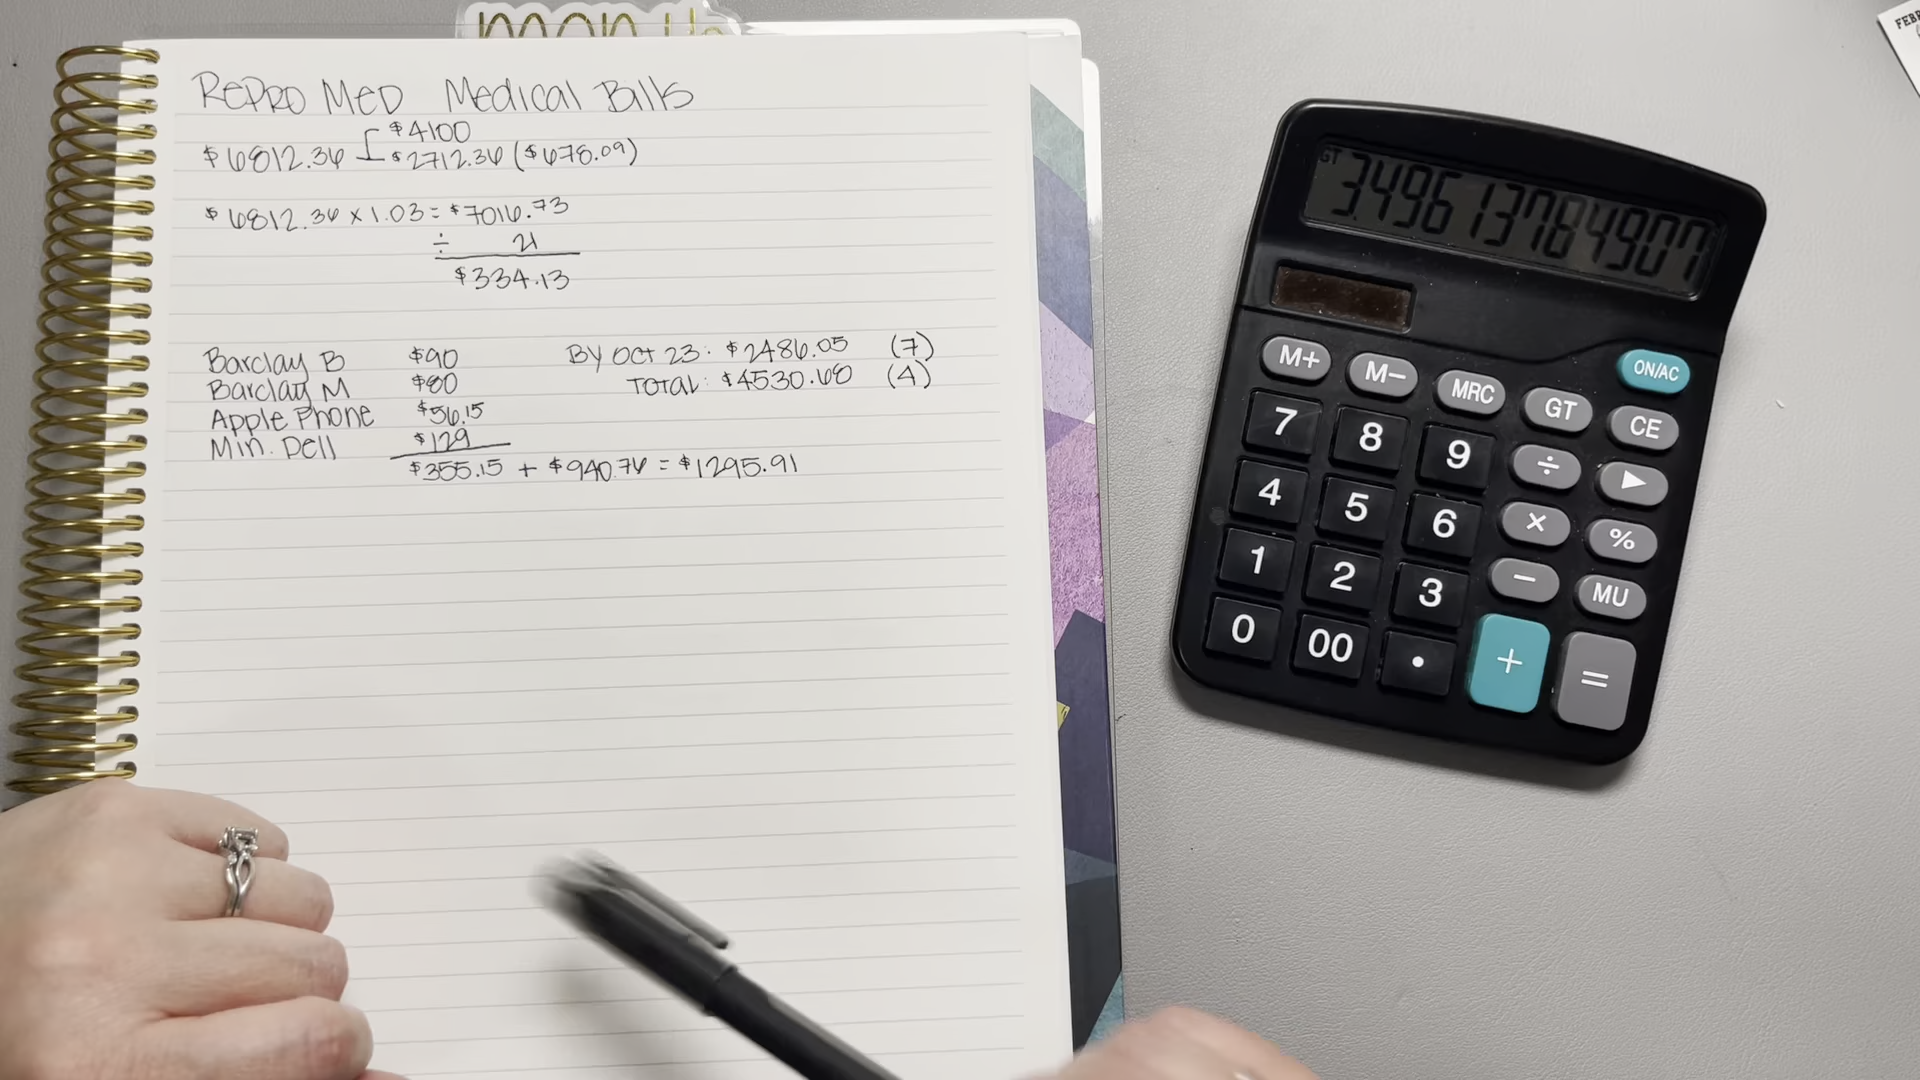 RePRO MED Medical Bills
$4100
$6812.36 $2712.36 ($678.09)
$6812.36 x 1.03 = $7016.73
÷ 21
$334.13
Barclay B $90 BY OCT 23: $2486.05 (7)
Barclay M $80 TOTAL: $4530.68 (4)
Apple Phone $56.15
Min. Dell $129
$355.15 + $940.76 = $1295.91
GT
3.49613784907
M+ M- MRC GT ON/AC
CE
7 8 9 ÷ ▶
4 5 6 × %
1 2 3 − MU
0 00 . + =